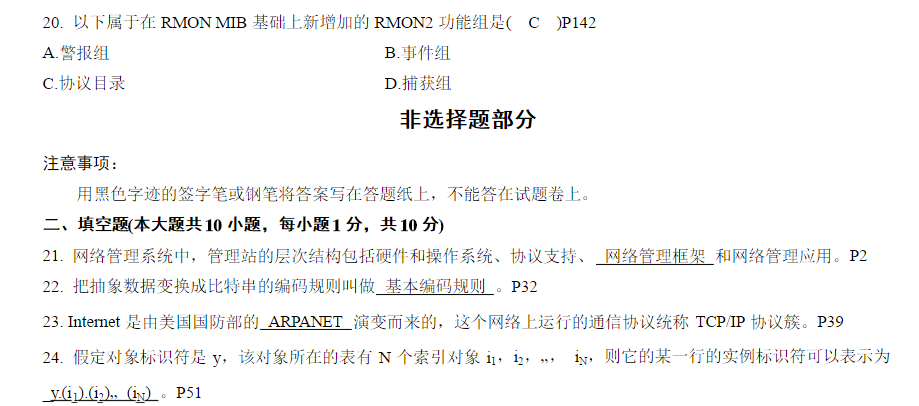 20. 以下属于在 RMON MIB 基础上新增加的 RMON2 功能组是( C )P142
A.警报组 B.事件组
C.协议目录 D.捕获组
非选择题部分
注意事项：
用黑色字迹的签字笔或钢笔将答案写在答题纸上，不能答在试题卷上。
二、填空题(本大题共 10 小题，每小题 1 分，共 10 分)
21. 网络管理系统中，管理站的层次结构包括硬件和操作系统、协议支持、 网络管理框架 和网络管理应用。P2
22. 把抽象数据变换成比特串的编码规则叫做 基本编码规则 。P32
23. Internet 是由美国国防部的 ARPANET 演变而来的，这个网络上运行的通信协议统称 TCP/IP 协议簇。P39
24. 假定对象标识符是 y，该对象所在的表有 N 个索引对象 i₁，i₂，„， iN，则它的某一行的实例标识符可以表示为
y.(i₁).(i₂)„ (iN) 。P51